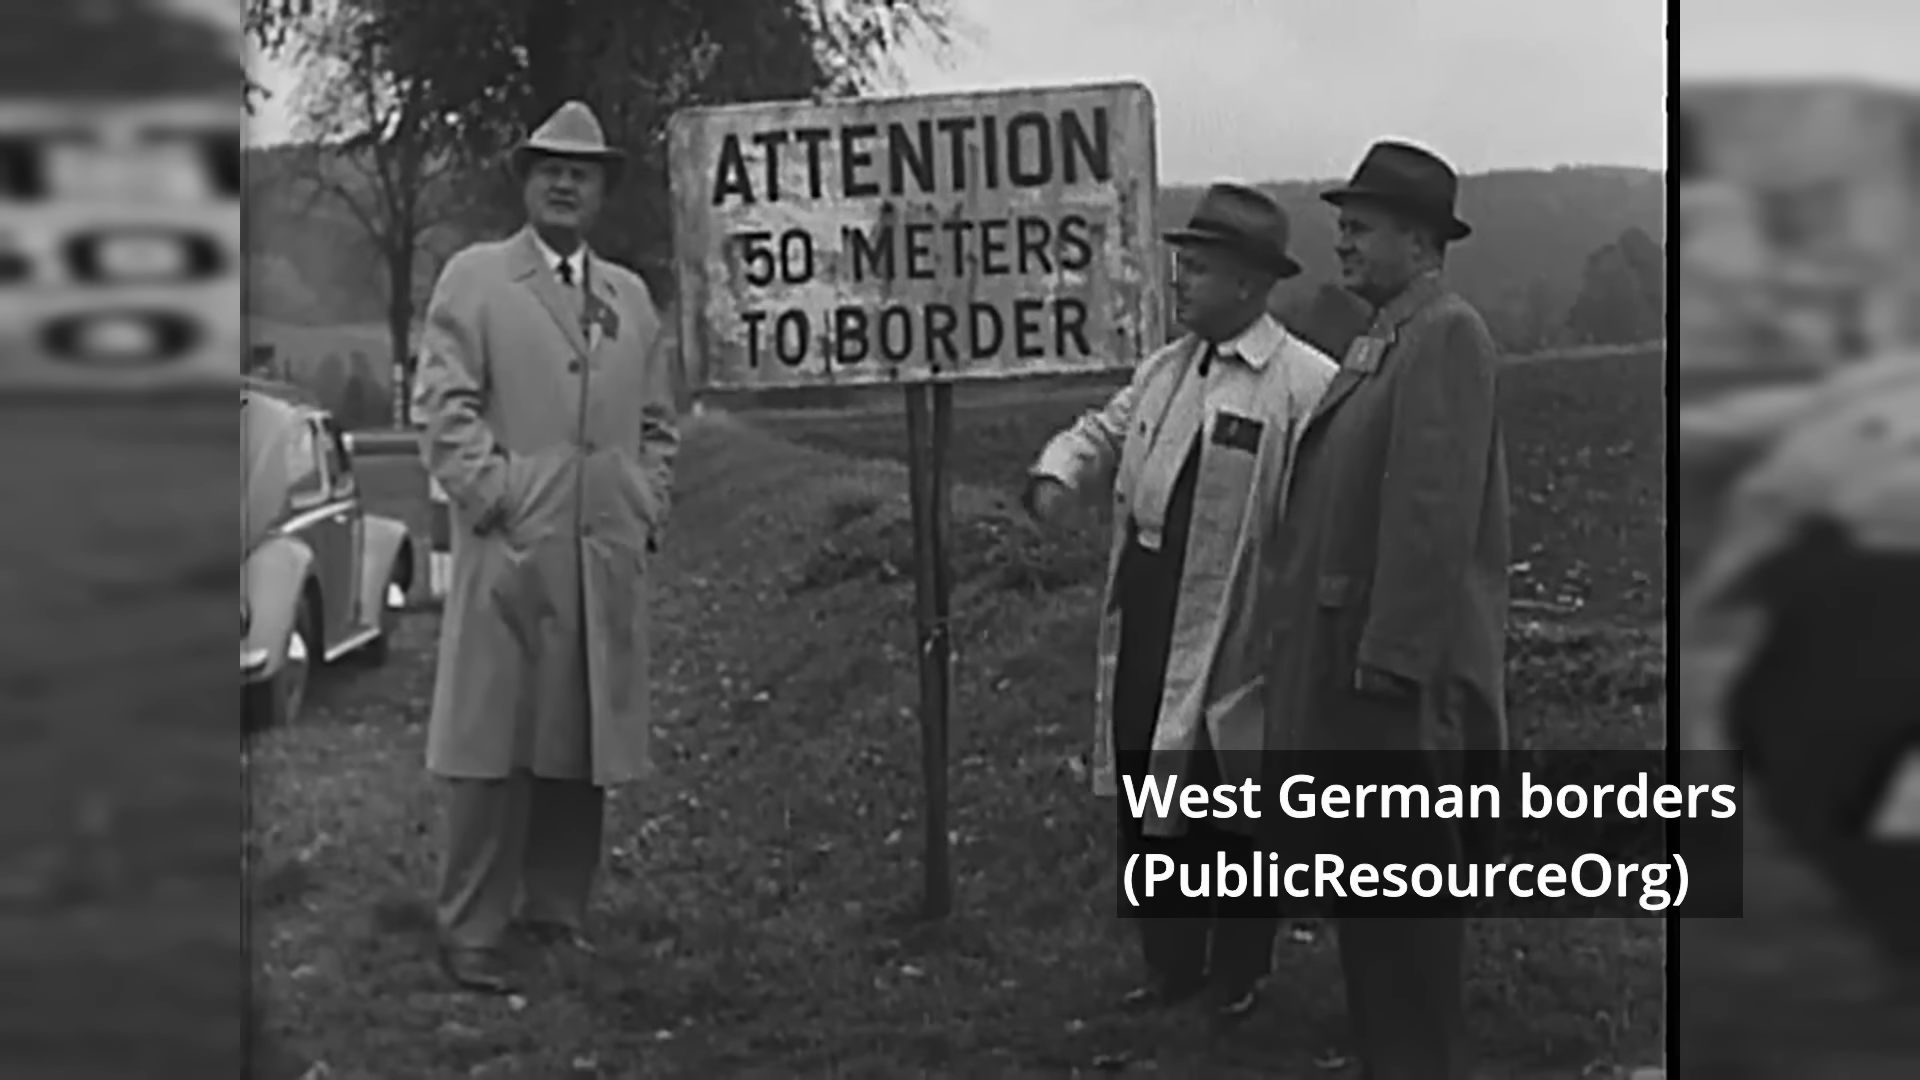 ATTENTION
50 METERS
TO BORDER
West German borders
(PublicResourceOrg)